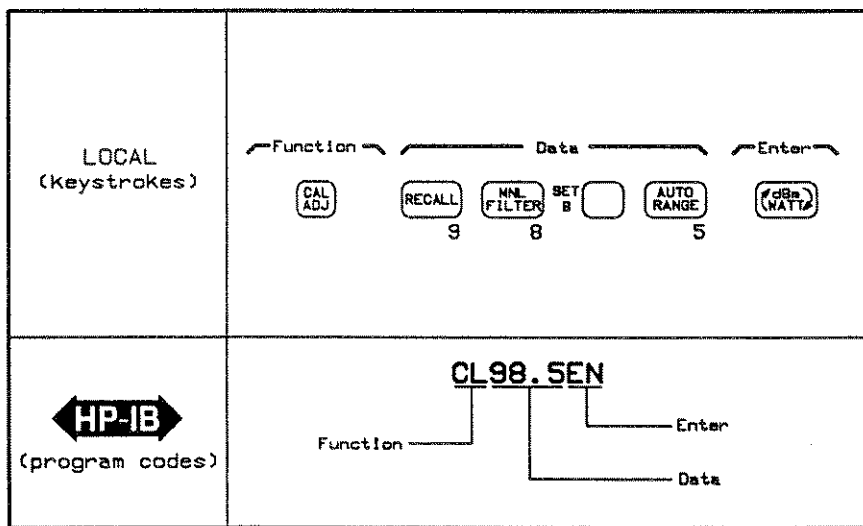 LOCAL
(Keystrokes)
Function
Data
Enter
CAL
ADJ
RECALL
MNL
FILTER
SET
B
AUTO
RANGE
dBm
WATT
9
8
5
HP-IB
(program codes)
CL98.5EN
Function
Enter
Data